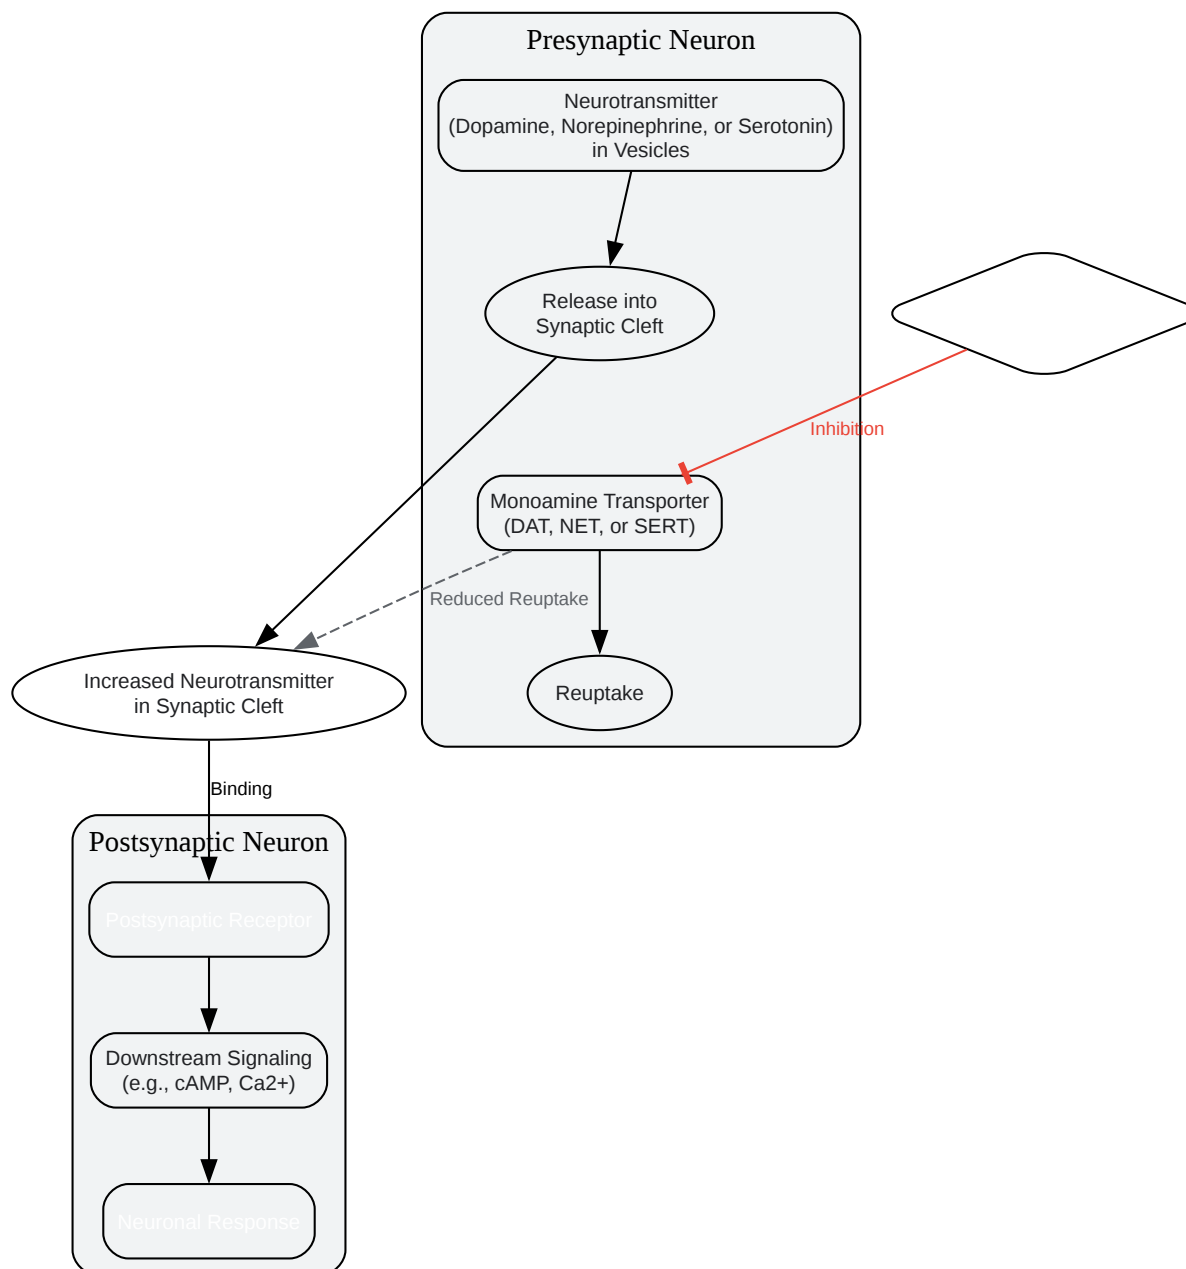 Presynaptic Neuron
Neurotransmitter
(Dopamine, Norepinephrine, or Serotonin)
in Vesicles
Release into
Synaptic Cleft
Inhibition
Monoamine Transporter
(DAT, NET, or SERT)
Reduced Reuptake
Increased Neurotransmitter
in Synaptic Cleft
Reuptake
Binding
Postsynaptic Neuron
Postsynaptic Receptor
Downstream Signaling
(e.g., cAMP, Ca2+)
Neuronal Response